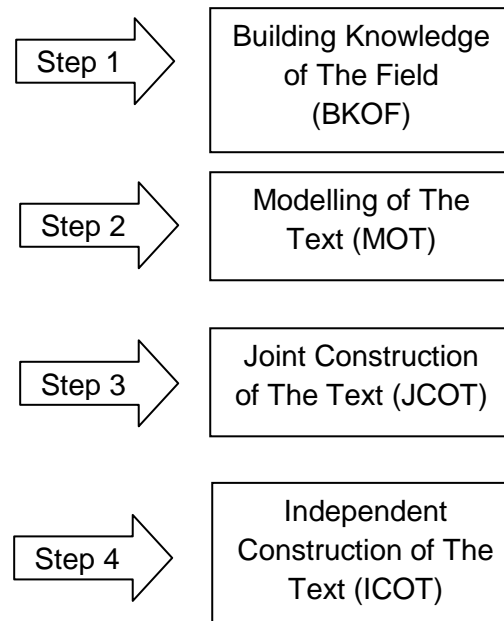 Step 1
Building Knowledge
of The Field
(BKOF)
Step 2
Modelling of The
Text (MOT)
Step 3
Joint Construction
of The Text (JCOT)
Step 4
Independent
Construction of The
Text (ICOT)